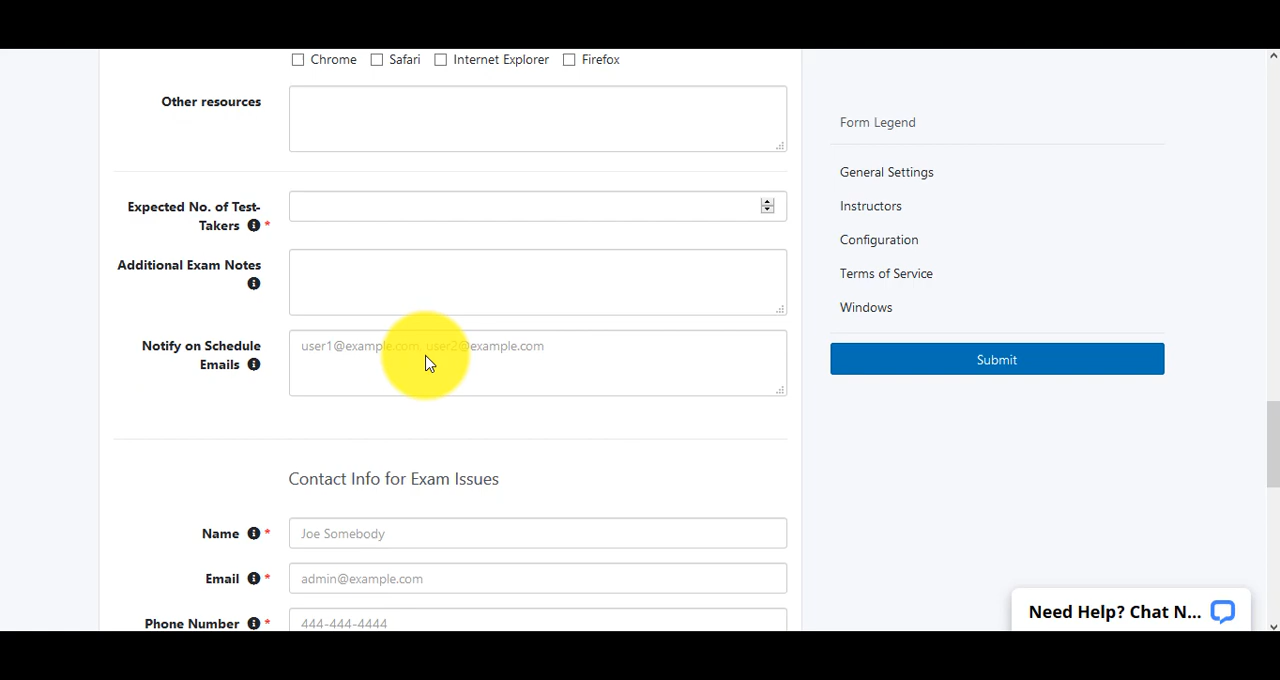 Chrome Safari Internet Explorer Firefox
Other resources
Expected No. of Test-
Takers *
Additional Exam Notes
Notify on Schedule
Emails
user1@example.com, user2@example.com
Contact Info for Exam Issues
Name * Joe Somebody
Email * admin@example.com
Phone Number * 444-444-4444
Form Legend
General Settings
Instructors
Configuration
Terms of Service
Windows
Submit
Need Help? Chat N...